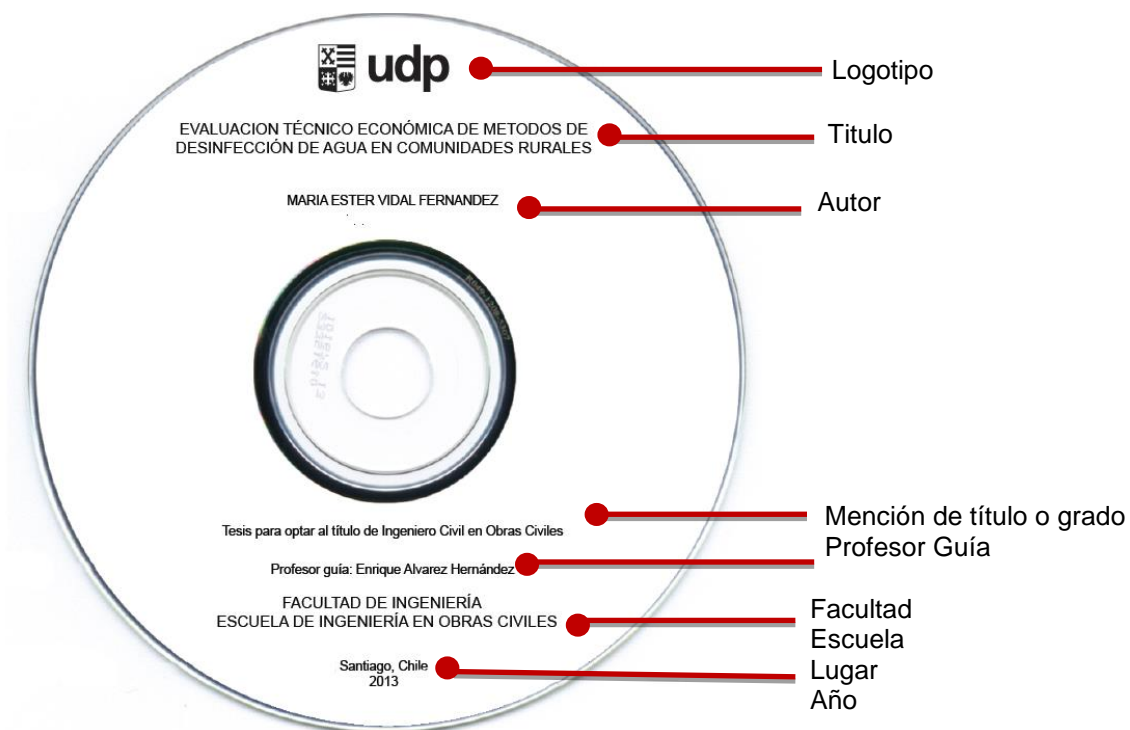 udp
Logotipo
EVALUACION TÉCNICO ECONÓMICA DE METODOS DE
DESINFECCIÓN DE AGUA EN COMUNIDADES RURALES
Titulo
MARIA ESTER VIDAL FERNANDEZ
Autor
Tesis para optar al título de Ingeniero Civil en Obras Civiles
Mención de título o grado
Profesor guía: Enrique Alvarez Hernández
Profesor Guía
FACULTAD DE INGENIERÍA
ESCUELA DE INGENIERÍA EN OBRAS CIVILES
Facultad
Escuela
Santiago, Chile
2013
Lugar
Año